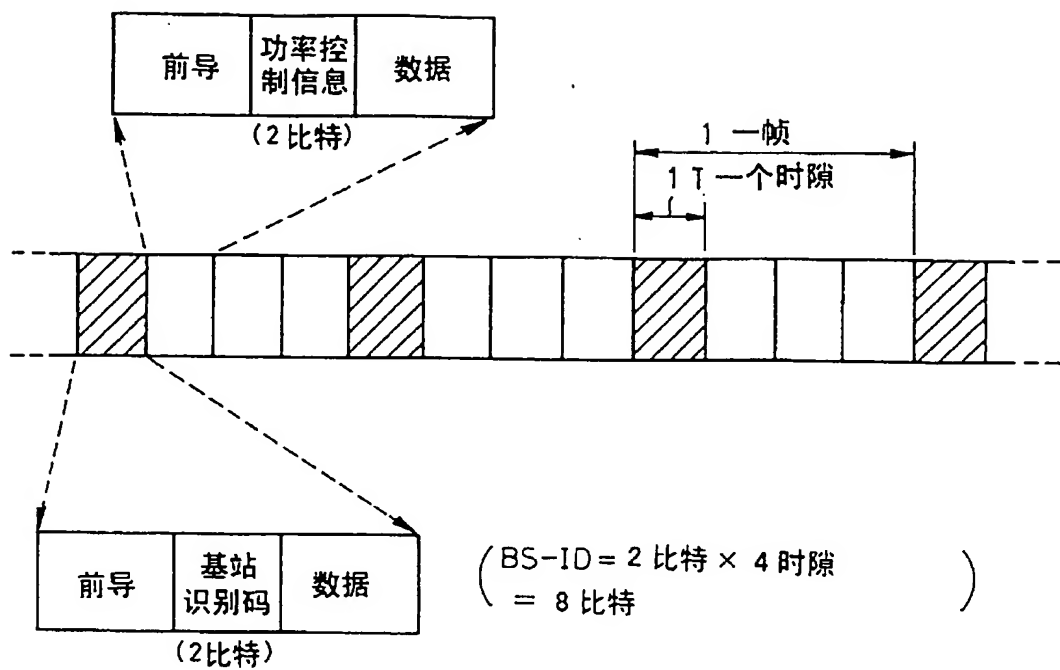 前导
功率控
制信息
数据
(2比特)
1 一帧
1 T 一个时隙
前导
基站
识别码
数据
(2比特)
(BS-ID = 2 比特 × 4 时隙
= 8 比特)